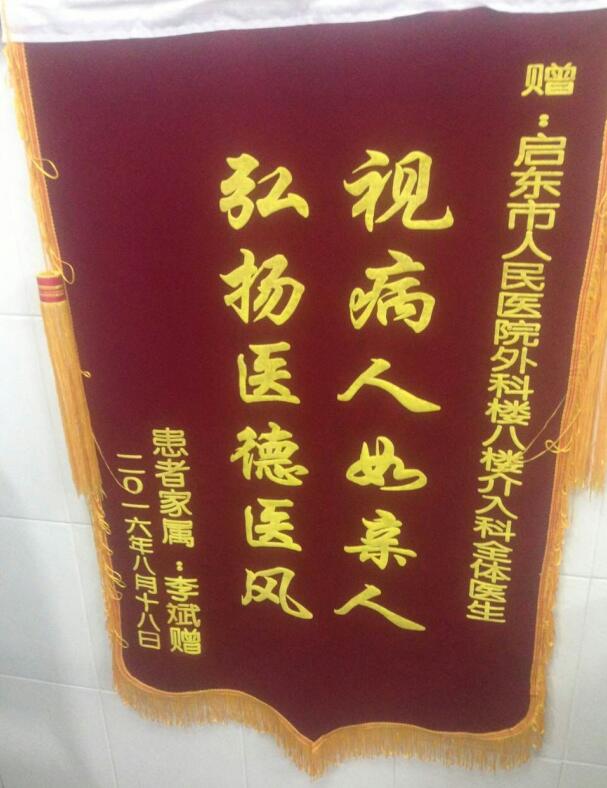 赠：启东市人民医院外科楼八楼介入科全体医生
视病人如亲人
弘扬医德医风
患者家属：李斌赠
二〇一六年八月十八日